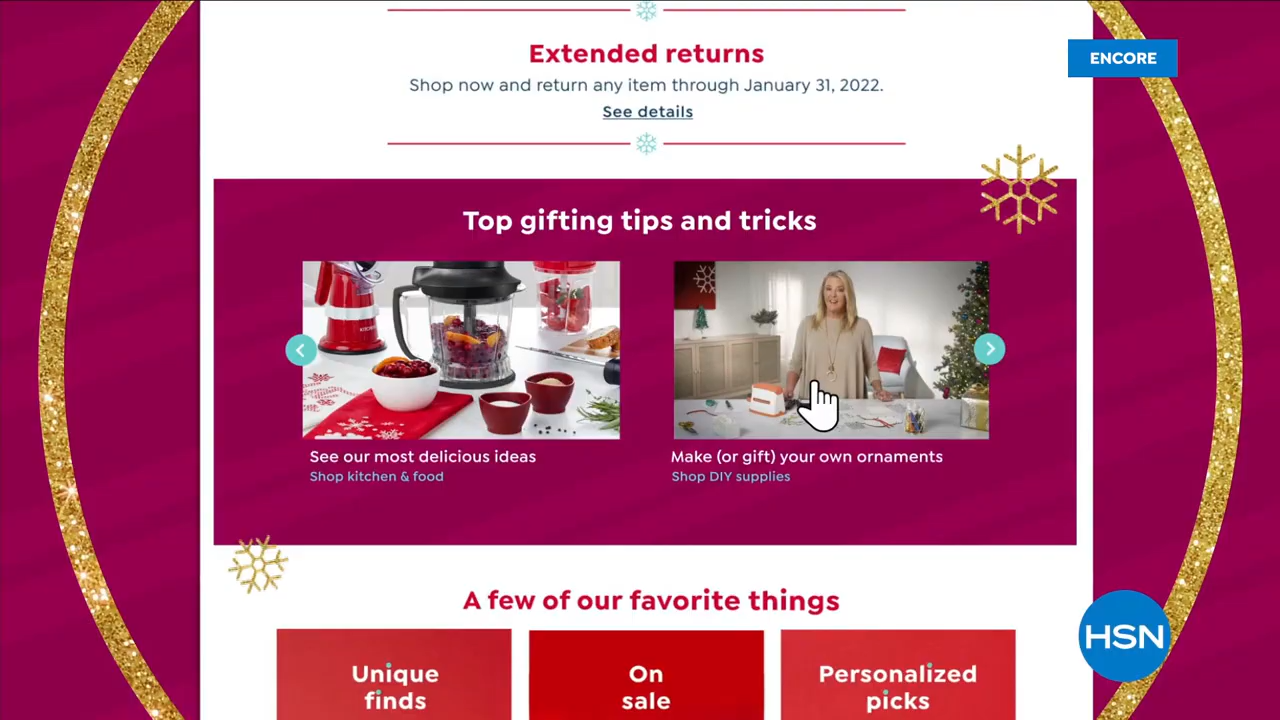 Extended returns
ENCORE
Shop now and return any item through January 31, 2022.
See details
Top gifting tips and tricks
See our most delicious ideas
Shop kitchen & food
Make (or gift) your own ornaments
Shop DIY supplies
A few of our favorite things
Unique
finds
On
sale
Personalized
picks
HSN